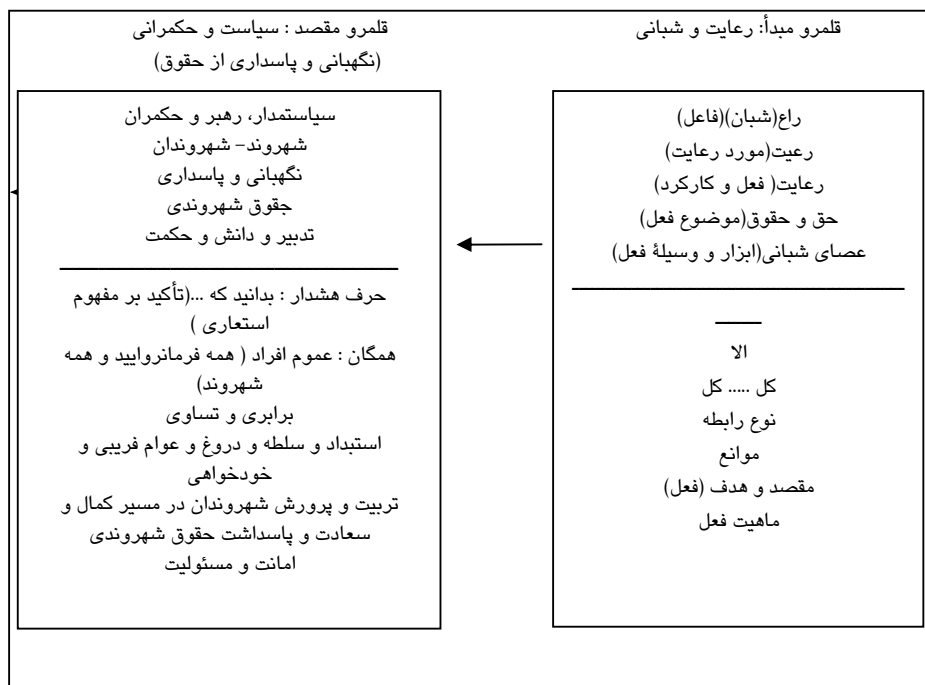 قلمرو مبدأ: رعایت و شبانی
راع(شبان)(فاعل)
رعیت(مورد رعایت)
رعایت( فعل و کارکرد)
حق و حقوق(موضوع فعل)
عصای شبانی(ابزار و وسیلۀ فعل)
الا
کل ..... کل
نوع رابطه
موانع
مقصد و هدف (فعل)
ماهیت فعل
قلمرو مقصد : سیاست و حکمرانی
(نگهبانی و پاسداری از حقوق)
سیاستمدار، رهبر و حکمران
شهروند– شهروندان
نگهبانی و پاسداری
جقوق شهروندی
تدبیر و دانش و حکمت
حرف هشدار : بدانید که ...(تأکید بر مفهوم
استعاری )
همگان : عموم افراد ( همه فرمانروایید و همه
شهروند)
برابری و تساوی
استبداد و سلطه و دروغ و عوام فریبی و
خودخواهی
تربیت و پرورش شهروندان در مسیر کمال و
سعادت و پاسداشت حقوق شهروندی
امانت و مسئولیت